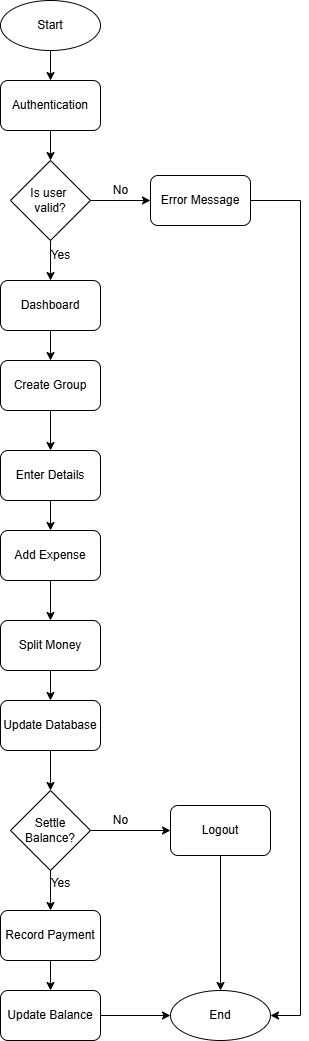 Start
Authentication
Is user
valid?
No
Error Message
Yes
Dashboard
Create Group
Enter Details
Add Expense
Split Money
Update Database
Settle
Balance?
No
Logout
Yes
Record Payment
Update Balance
End